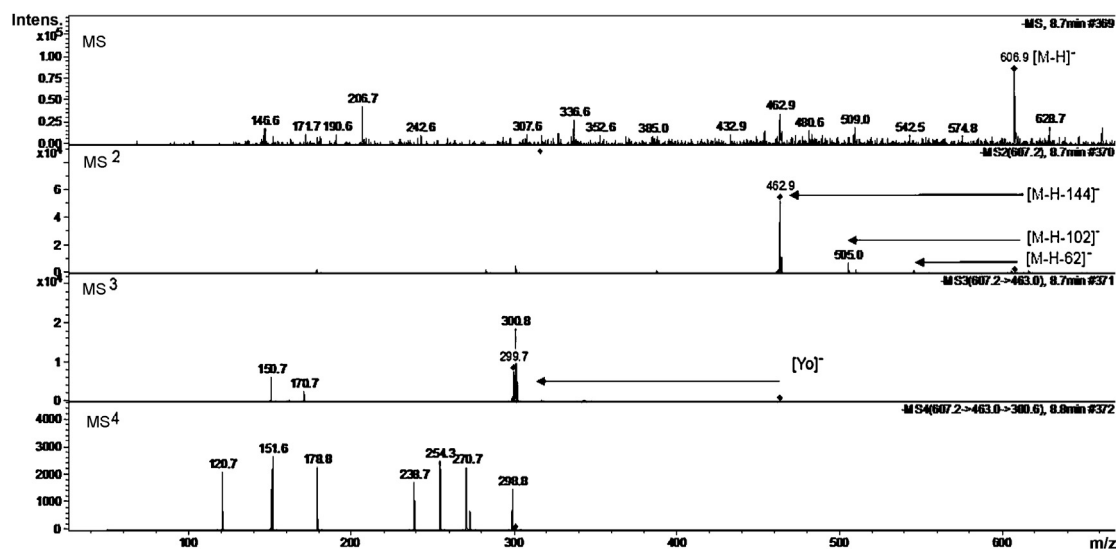 Intens.
x10⁵
MS
-MS, 8.7min #369
1.00
0.75
0.50
0.25
0.00
146.6
171.7
190.6
206.7
242.6
307.6
336.6
352.6
385.0
432.9
462.9
480.6
509.0
542.5
574.8
606.9 [M-H]⁻
628.7
x10⁴
MS 2
-MS2(607.2), 8.7min #370
6
4
2
0
462.9
505.0
[M-H-144]⁻
[M-H-102]⁻
[M-H-62]⁻
x10⁴
MS 3
-MS3(607.2->463.0), 8.7min #371
2
1
0
150.7
170.7
300.8
299.7
[Yo]⁻
MS 4
-MS4(607.2->463.0->300.6), 8.8min #372
4000
3000
2000
1000
0
120.7
151.6
178.8
238.7
254.3
270.7
298.8
100
200
300
400
500
600
m/z